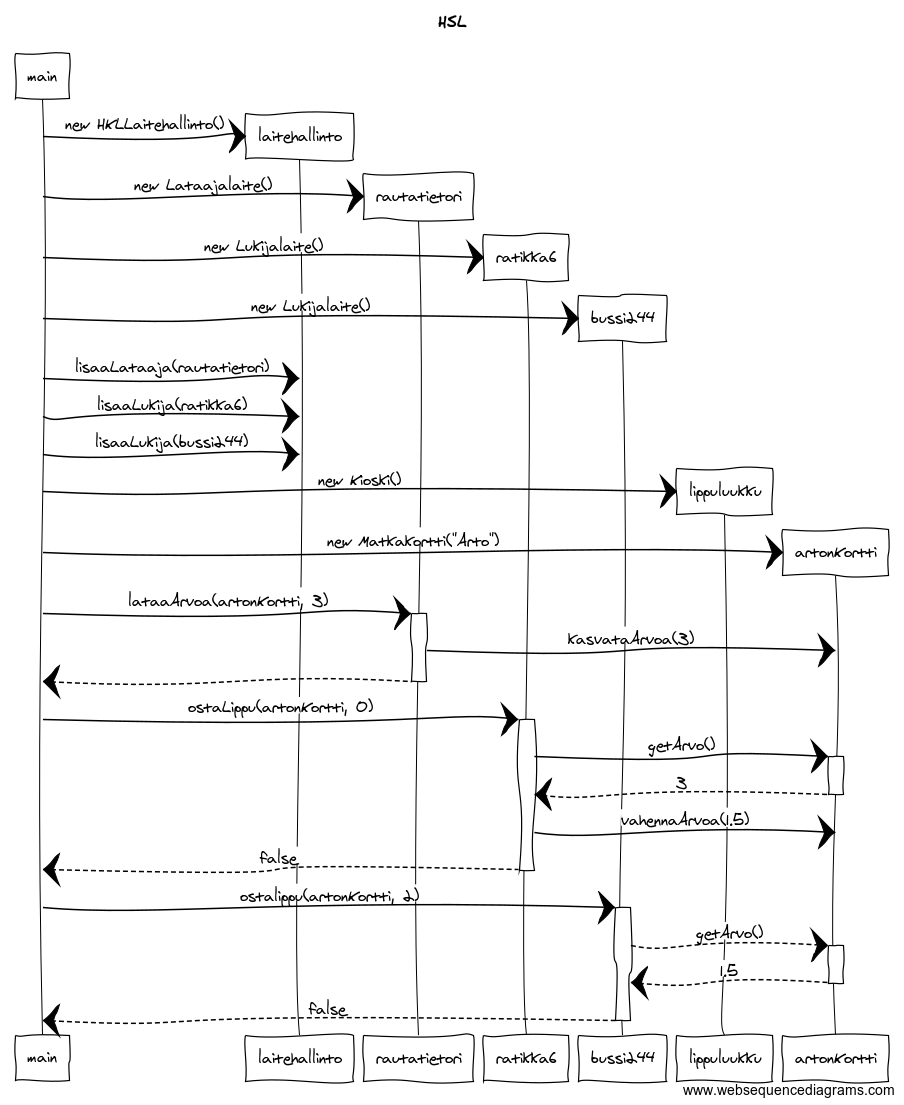 HSL
main
new HKLLaitehallinto()
laitehallinto
new Lataajalaite()
rautatietori
new Lukijalaite()
ratikka6
new Lukijalaite()
bussi244
lisaaLataaja(rautatietori)
lisaaLukija(ratikka6)
lisaaLukija(bussi244)
new Kioski()
lippuluukku
new Matkakortti("Arto")
artonKortti
lataaArvoa(artonKortti, 3)
kasvataArvoa(3)
ostaLippu(artonKortti, 0)
getArvo()
3
vahennaArvoa(1.5)
false
ostalippu(artonKortti, 2)
getArvo()
1.5
false
main laitehallinto rautatietori ratikka6 bussi244 lippuluukku artonKortti
www.websequencediagrams.com